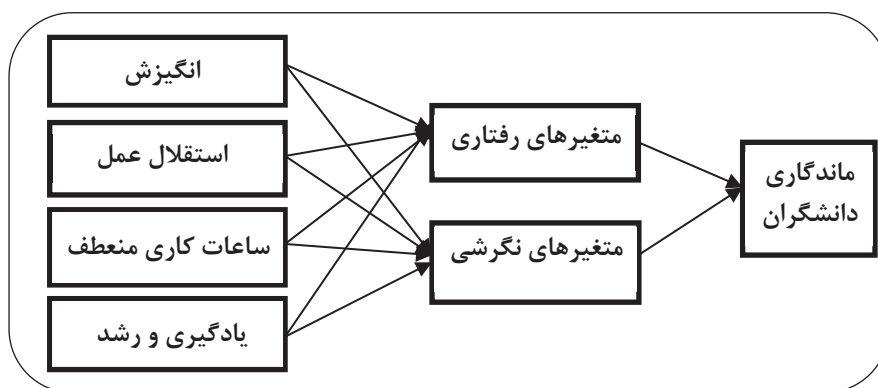 انگیزش
استقلال عمل
ساعات کاری منعطف
یادگیری و رشد
متغیرهای رفتاری
متغیرهای نگرشی
ماندگاری
دانشگران